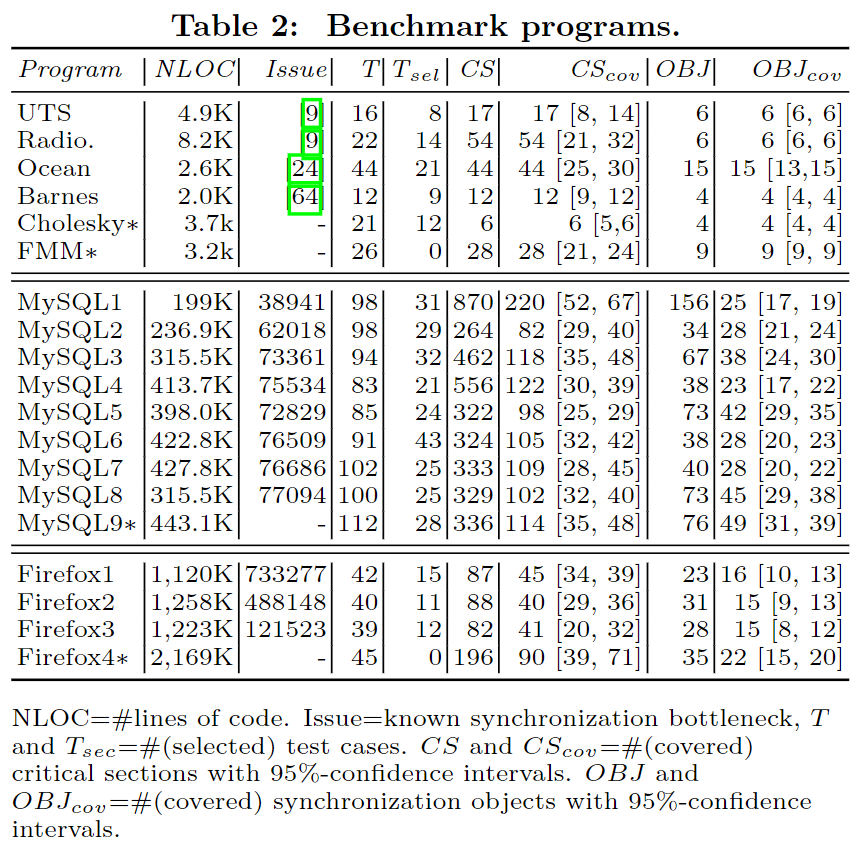 Table 2: Benchmark programs.
Program| NLOC| Issue| T| Tsel| CS| CScov| OBJ| OBJcov
UTS 4.9K [9] 16 8 17 17 [8, 14] 6 6 [6, 6]
Radio. 8.2K [9] 22 14 54 54 [21, 32] 6 6 [6, 6]
Ocean 2.6K [24] 44 21 44 44 [25, 30] 15 15 [13,15]
Barnes 2.0K [64] 12 9 12 12 [9, 12] 4 4 [4, 4]
Cholesky* 3.7k - 21 12 6 6 [5,6] 4 4 [4, 4]
FMM* 3.2k - 26 0 28 28 [21, 24] 9 9 [9, 9]
MySQL1 199K 38941 98 31 870 220 [52, 67] 156 25 [17, 19]
MySQL2 236.9K 62018 98 29 264 82 [29, 40] 34 28 [21, 24]
MySQL3 315.5K 73361 94 32 462 118 [35, 48] 67 38 [24, 30]
MySQL4 413.7K 75534 83 21 556 122 [30, 39] 38 23 [17, 22]
MySQL5 398.0K 72829 85 24 322 98 [25, 29] 73 42 [29, 35]
MySQL6 422.8K 76509 91 43 324 105 [32, 42] 38 28 [20, 23]
MySQL7 427.8K 76686 102 25 333 109 [28, 45] 40 28 [20, 22]
MySQL8 315.5K 77094 100 25 329 102 [32, 40] 73 45 [29, 38]
MySQL9* 443.1K - 112 28 336 114 [35, 48] 76 49 [31, 39]
Firefox1 1,120K 733277 42 15 87 45 [34, 39] 23 16 [10, 13]
Firefox2 1,258K 488148 40 11 88 40 [29, 36] 31 15 [9, 13]
Firefox3 1,223K 121523 39 12 82 41 [20, 32] 28 15 [8, 12]
Firefox4* 2,169K - 45 0 196 90 [39, 71] 35 22 [15, 20]
NLOC=#lines of code. Issue=known synchronization bottleneck, T
and Tsec=#(selected) test cases. CS and CScov=#(covered)
critical sections with 95%-confidence intervals. OBJ and
OBJcov=#(covered) synchronization objects with 95%-confidence
intervals.